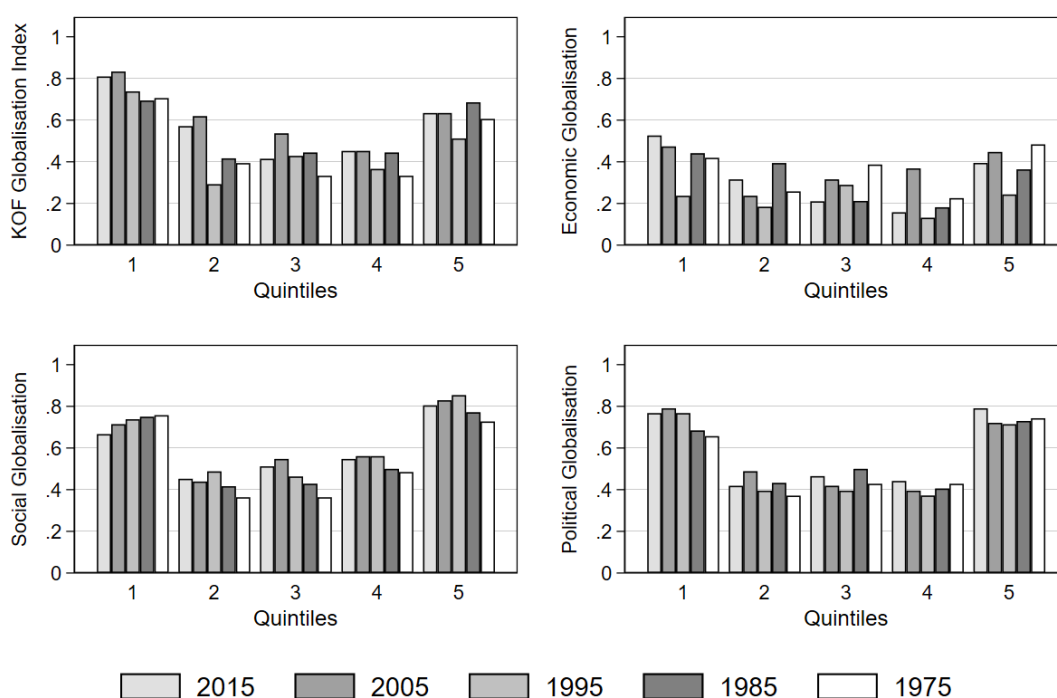 KOF Globalisation Index
1
.8
.6
.4
.2
0
1 2 3 4 5
Quintiles
Economic Globalisation
1
.8
.6
.4
.2
0
1 2 3 4 5
Quintiles
Social Globalisation
1
.8
.6
.4
.2
0
1 2 3 4 5
Quintiles
Political Globalisation
1
.8
.6
.4
.2
0
1 2 3 4 5
Quintiles
2015 2005 1995 1985 1975